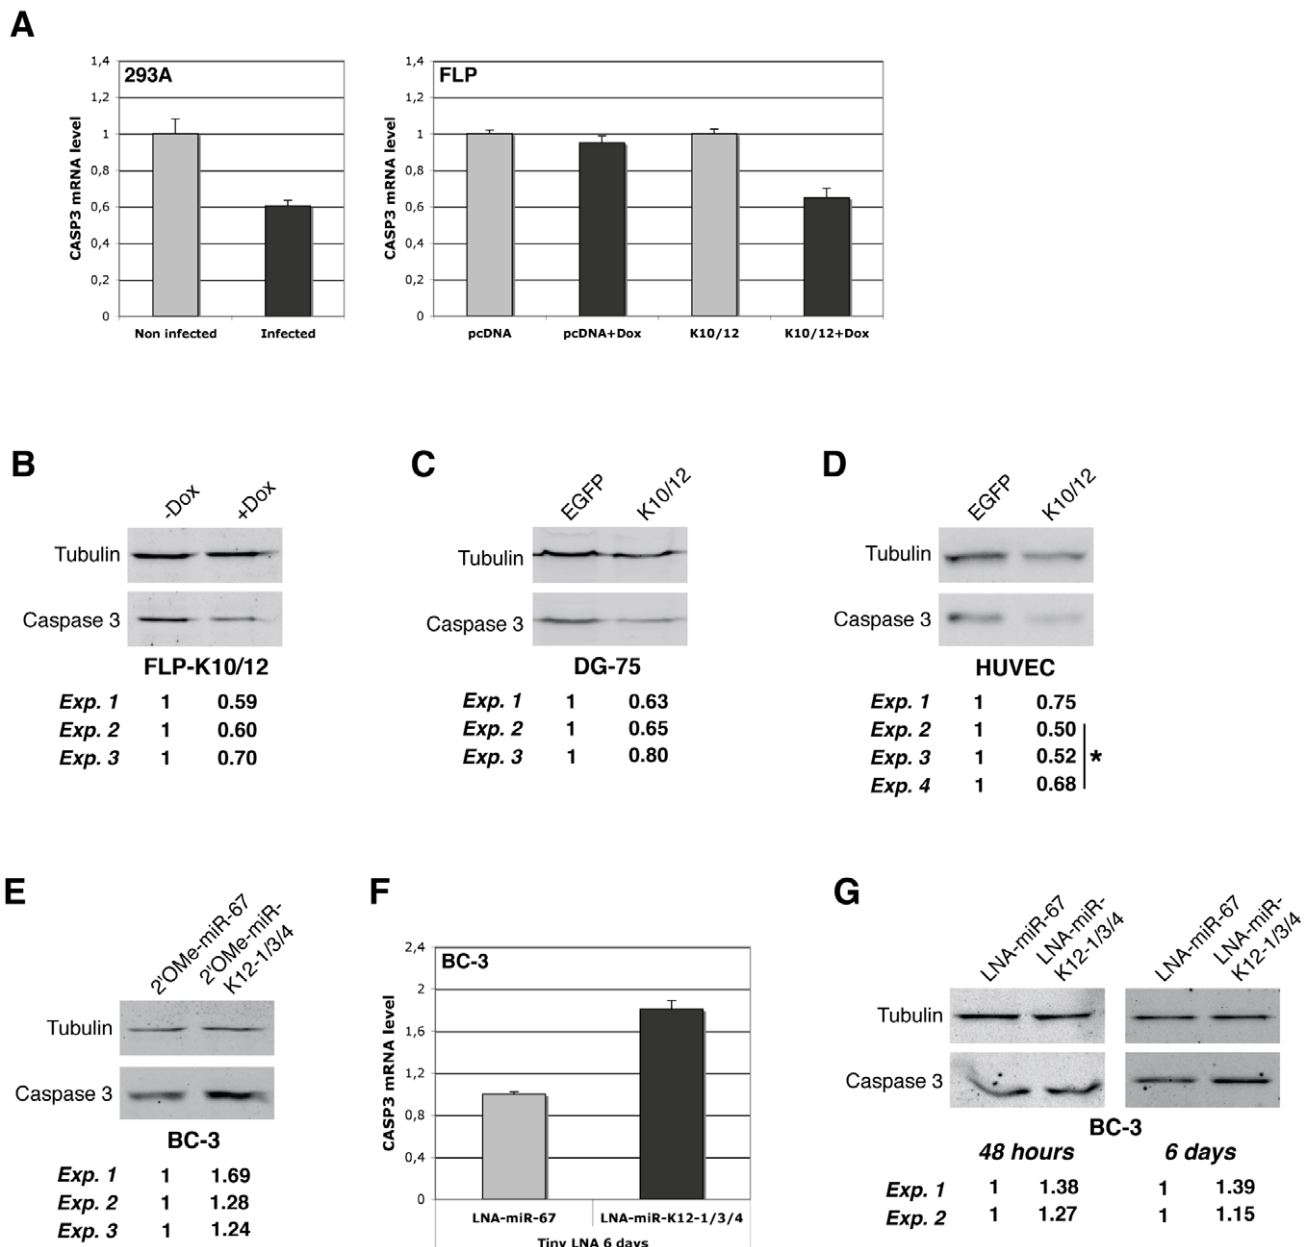 A
293A
CASP3 mRNA level
1,4
1,2
1
0,8
0,6
0,4
0,2
0
Non infected Infected
FLP
CASP3 mRNA level
1,4
1,2
1
0,8
0,6
0,4
0,2
0
pcDNA pcDNA+Dox K10/12 K10/12+Dox
B
-Dox +Dox
Tubulin
Caspase 3
FLP-K10/12
Exp. 1 1 0.59
Exp. 2 1 0.60
Exp. 3 1 0.70
C
EGFP K10/12
Tubulin
Caspase 3
DG-75
Exp. 1 1 0.63
Exp. 2 1 0.65
Exp. 3 1 0.80
D
EGFP K10/12
Tubulin
Caspase 3
HUVEC
Exp. 1 1 0.75
Exp. 2 1 0.50
Exp. 3 1 0.52 *
Exp. 4 1 0.68
E
2'OMe-miR-67
2'OMe-miR-
K12-1/3/4
Tubulin
Caspase 3
BC-3
Exp. 1 1 1.69
Exp. 2 1 1.28
Exp. 3 1 1.24
F
BC-3
CASP3 mRNA level
2,4
2
1,6
1,2
0,8
0,4
0
LNA-miR-67 LNA-miR-K12-1/3/4
Tiny LNA 6 days
G
LNA-miR-67
LNA-miR-
K12-1/3/4
LNA-miR-67
LNA-miR-
K12-1/3/4
Tubulin
Caspase 3
BC-3
48 hours 6 days
Exp. 1 1 1.38 1 1.39
Exp. 2 1 1.27 1 1.15